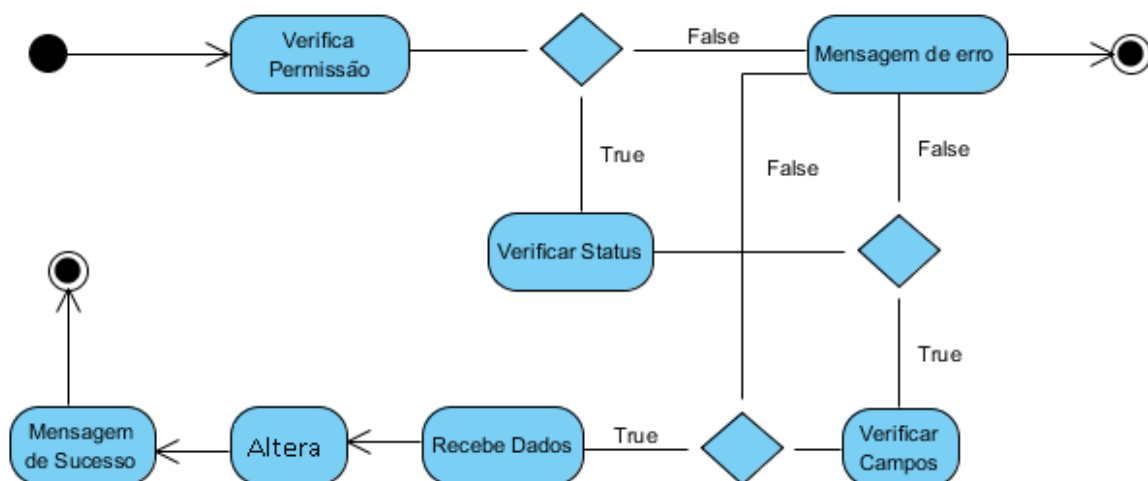 Verifica
Permissão
False
Mensagem de erro
True
False
False
Verificar Status
True
Mensagem
de Sucesso
Altera
Recebe Dados
True
Verificar
Campos